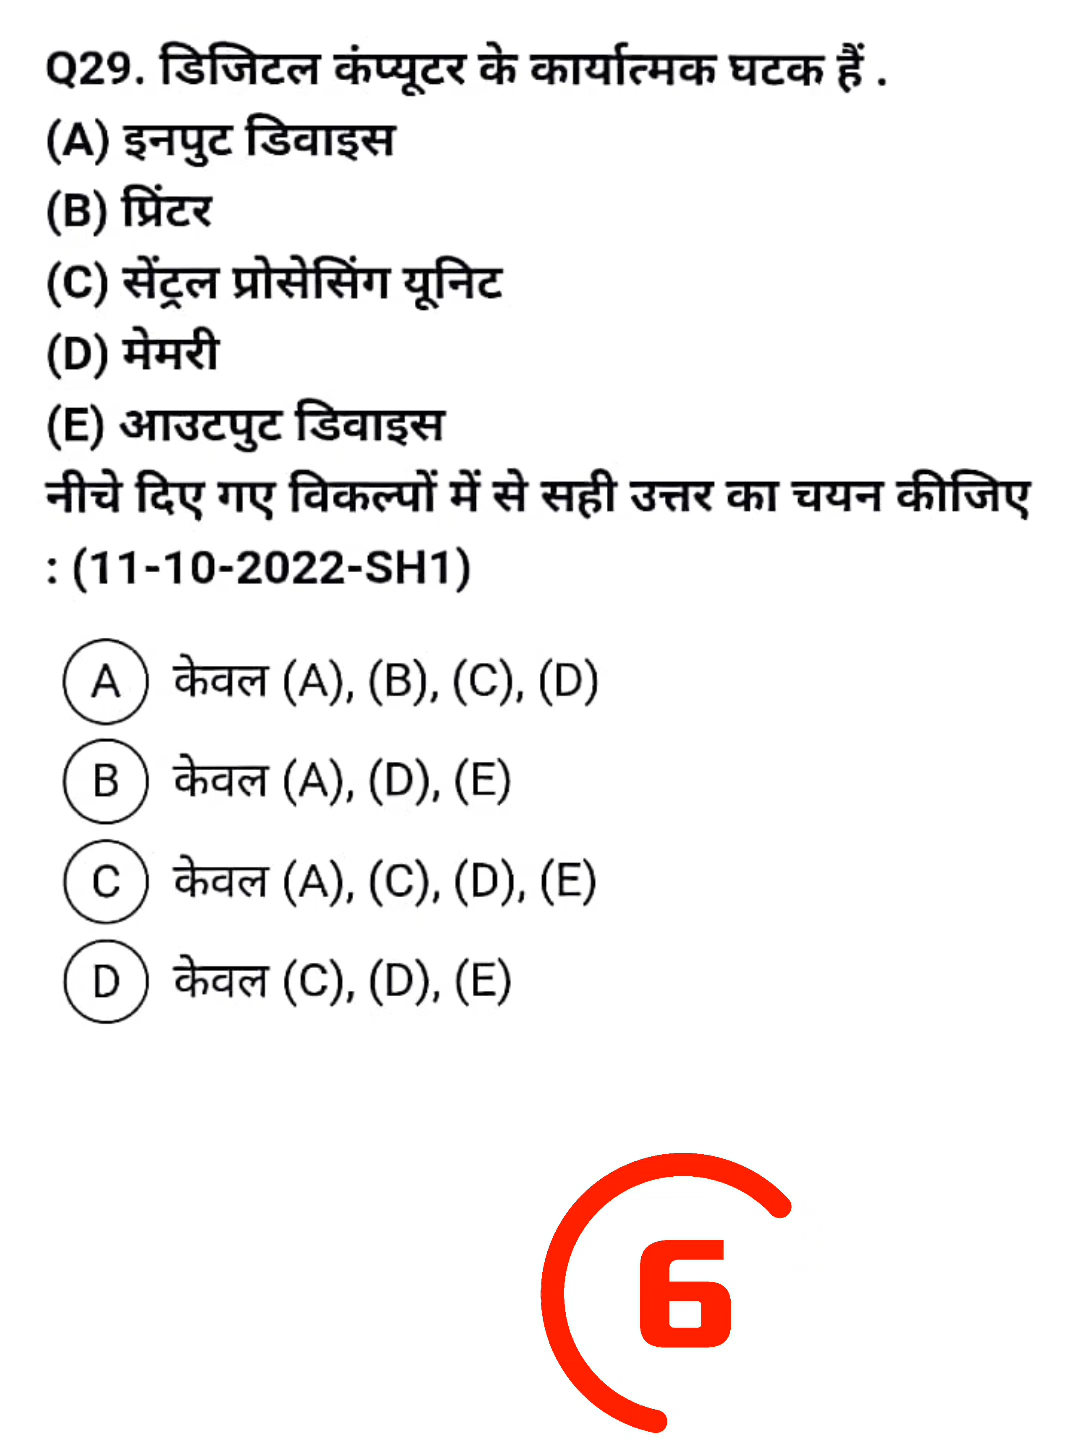 Q29. डिजिटल कंप्यूटर के कार्यात्मक घटक हैं .
(A) इनपुट डिवाइस
(B) प्रिंटर
(C) सेंट्रल प्रोसेसिंग यूनिट
(D) मेमरी
(E) आउटपुट डिवाइस
नीचे दिए गए विकल्पों में से सही उत्तर का चयन कीजिए
: (11-10-2022-SH1)
A केवल (A), (B), (C), (D)
B केवल (A), (D), (E)
C केवल (A), (C), (D), (E)
D केवल (C), (D), (E)
6